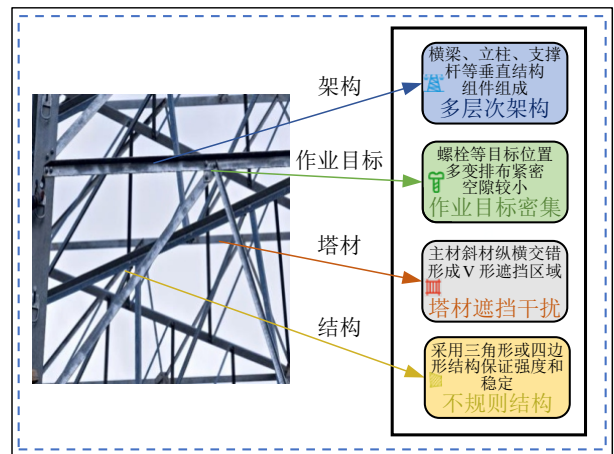 架构
作业目标
塔材
结构
横梁、立柱、支撑
杆等垂直结构
组件组成
多层次架构
螺栓等目标位置
多变排布紧密
空隙较小
作业目标密集
主材斜材纵横交错
形成V形遮挡区域
塔材遮挡干扰
采用三角形或四边
形结构保证强度和
稳定
不规则结构